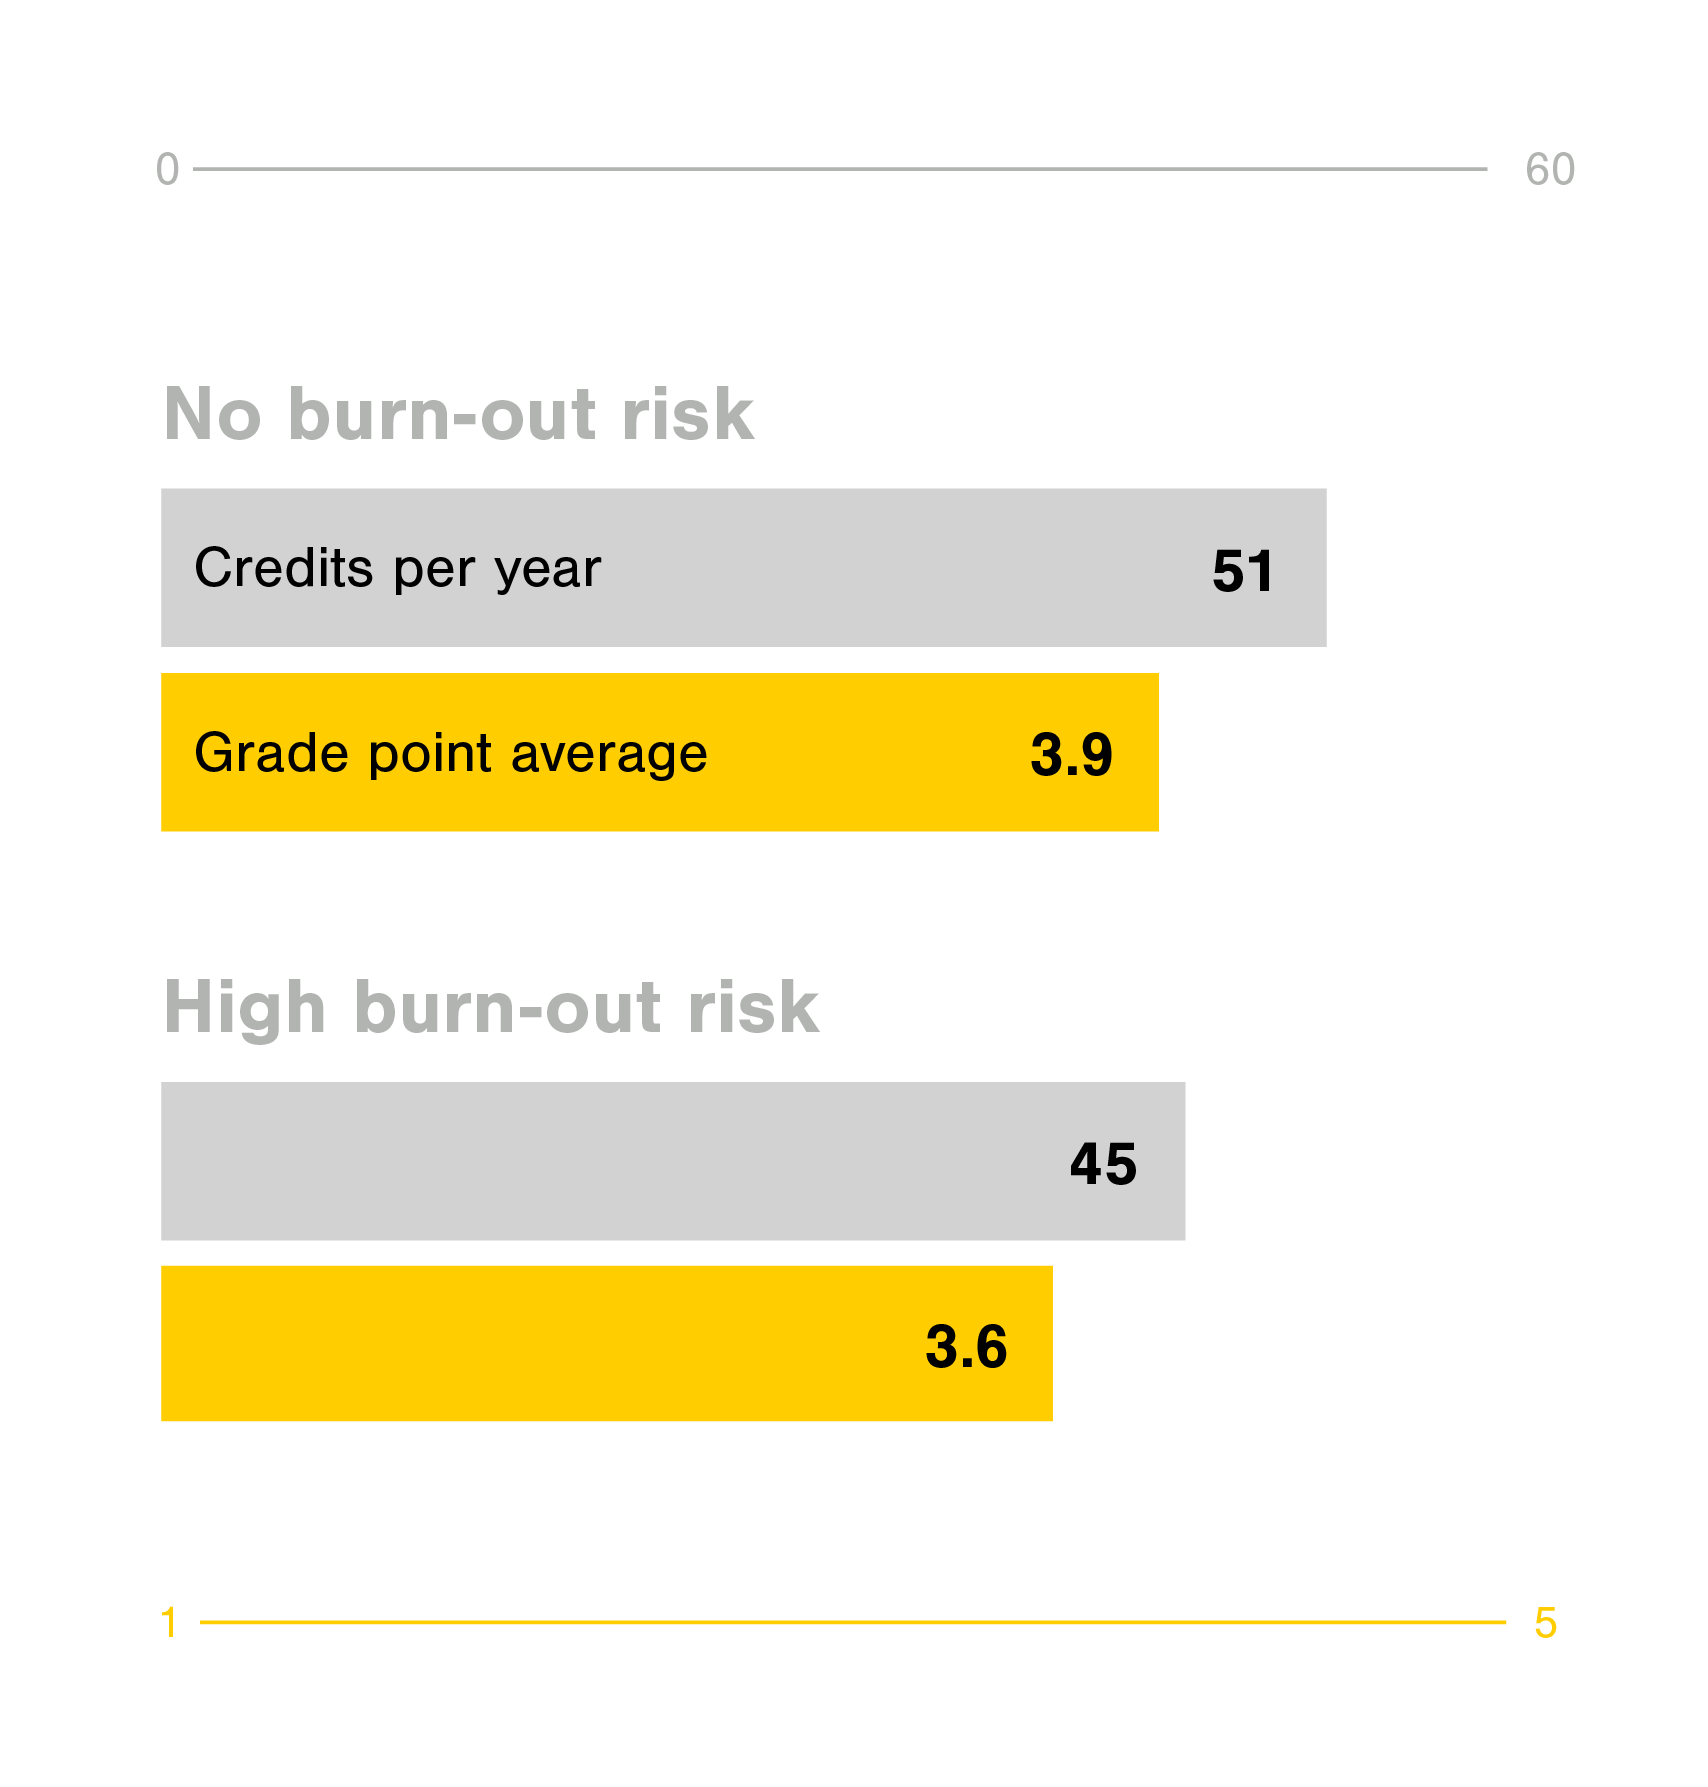 0 60
No burn-out risk
Credits per year 51
Grade point average 3.9
High burn-out risk
45
3.6
1 5